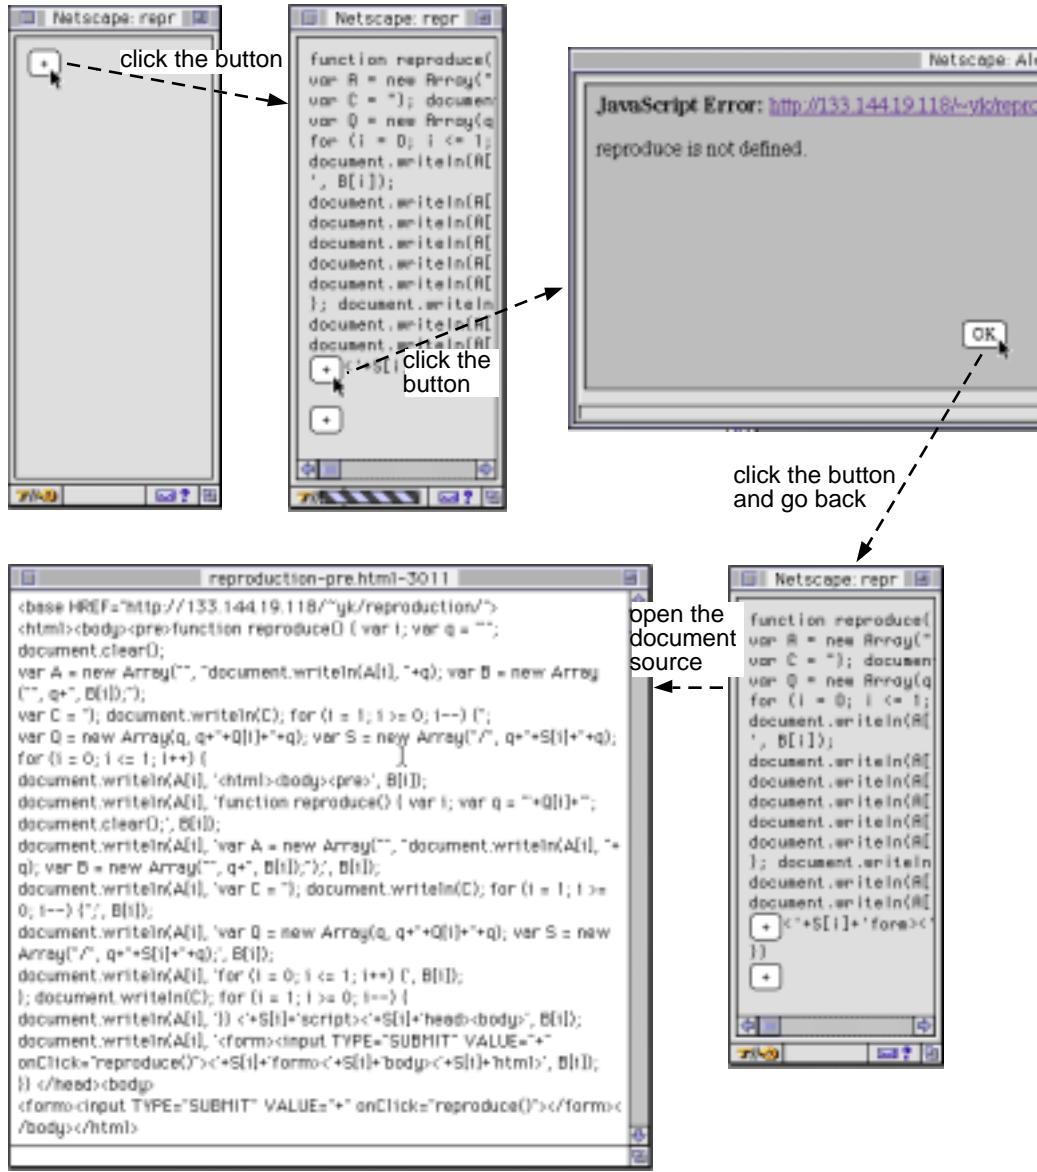 Netscape: repr
+
click the button
Netscape: repr
function reproduce(
var A = new Array("
var C = "); documen
var Q = new Array(q
for (i = 0; i <= 1;
document.writeln(A[
', B[i]);
document.writeln(A[
document.writeln(A[
document.writeln(A[
document.writeln(A[
document.writeln(A[
}; document.writeln
document.writeln(A[
document.writeln(A[
+ <'+S[i]
+
click the
button
Netscape: Ale
JavaScript Error: http://133.144.19.118/~yk/repro
reproduce is not defined.
OK
click the button
and go back
reproduction-pre.html-3011
<base HREF="http://133.144.19.118/~yk/reproduction/">
<html><body><pre>function reproduce() { var i; var q = "'";
document.clear();
var A = new Array("", "document.writeln(A[i], "+q); var B = new Array
("", q+", B[i]);");
var C = "); document.writeln(C); for (i = 1; i >= 0; i--) {";
var Q = new Array(q, q+"+Q[i]+"+q); var S = new Array("/", q+"+S[i]+"+q);
for (i = 0; i <= 1; i++) {
document.writeln(A[i], '<html><body><pre>', B[i]);
document.writeln(A[i], 'function reproduce() { var i; var q = "'+Q[i]+'";
document.clear();', B[i]);
document.writeln(A[i], 'var A = new Array("", "document.writeln(A[i], "+
q); var B = new Array("", q+", B[i]);");', B[i]);
document.writeln(A[i], 'var C = "); document.writeln(C); for (i = 1; i >=
0; i--) {";', B[i]);
document.writeln(A[i], 'var Q = new Array(q, q+"+Q[i]+"+q); var S = new
Array("/", q+"+S[i]+"+q);', B[i]);
document.writeln(A[i], 'for (i = 0; i <= 1; i++) {', B[i]);
}; document.writeln(C); for (i = 1; i >= 0; i--) {
document.writeln(A[i], '}} <'+S[i]+'script><'+S[i]+'head><body>', B[i]);
document.writeln(A[i], '<form><input TYPE="SUBMIT" VALUE="+"
onClick="reproduce()"><'+S[i]+'form><'+S[i]+'body><'+S[i]+'html>', B[i]);
}} </head><body>
<form><input TYPE="SUBMIT" VALUE="+" onClick="reproduce()"></form><
/body></html>
open the
document
source
Netscape: repr
function reproduce(
var A = new Array("
var C = "); documen
var Q = new Array(q
for (i = 0; i <= 1;
document.writeln(A[
', B[i]);
document.writeln(A[
document.writeln(A[
document.writeln(A[
document.writeln(A[
document.writeln(A[
}; document.writeln
document.writeln(A[
document.writeln(A[
+ <'+S[i]+'form><'
}}
+